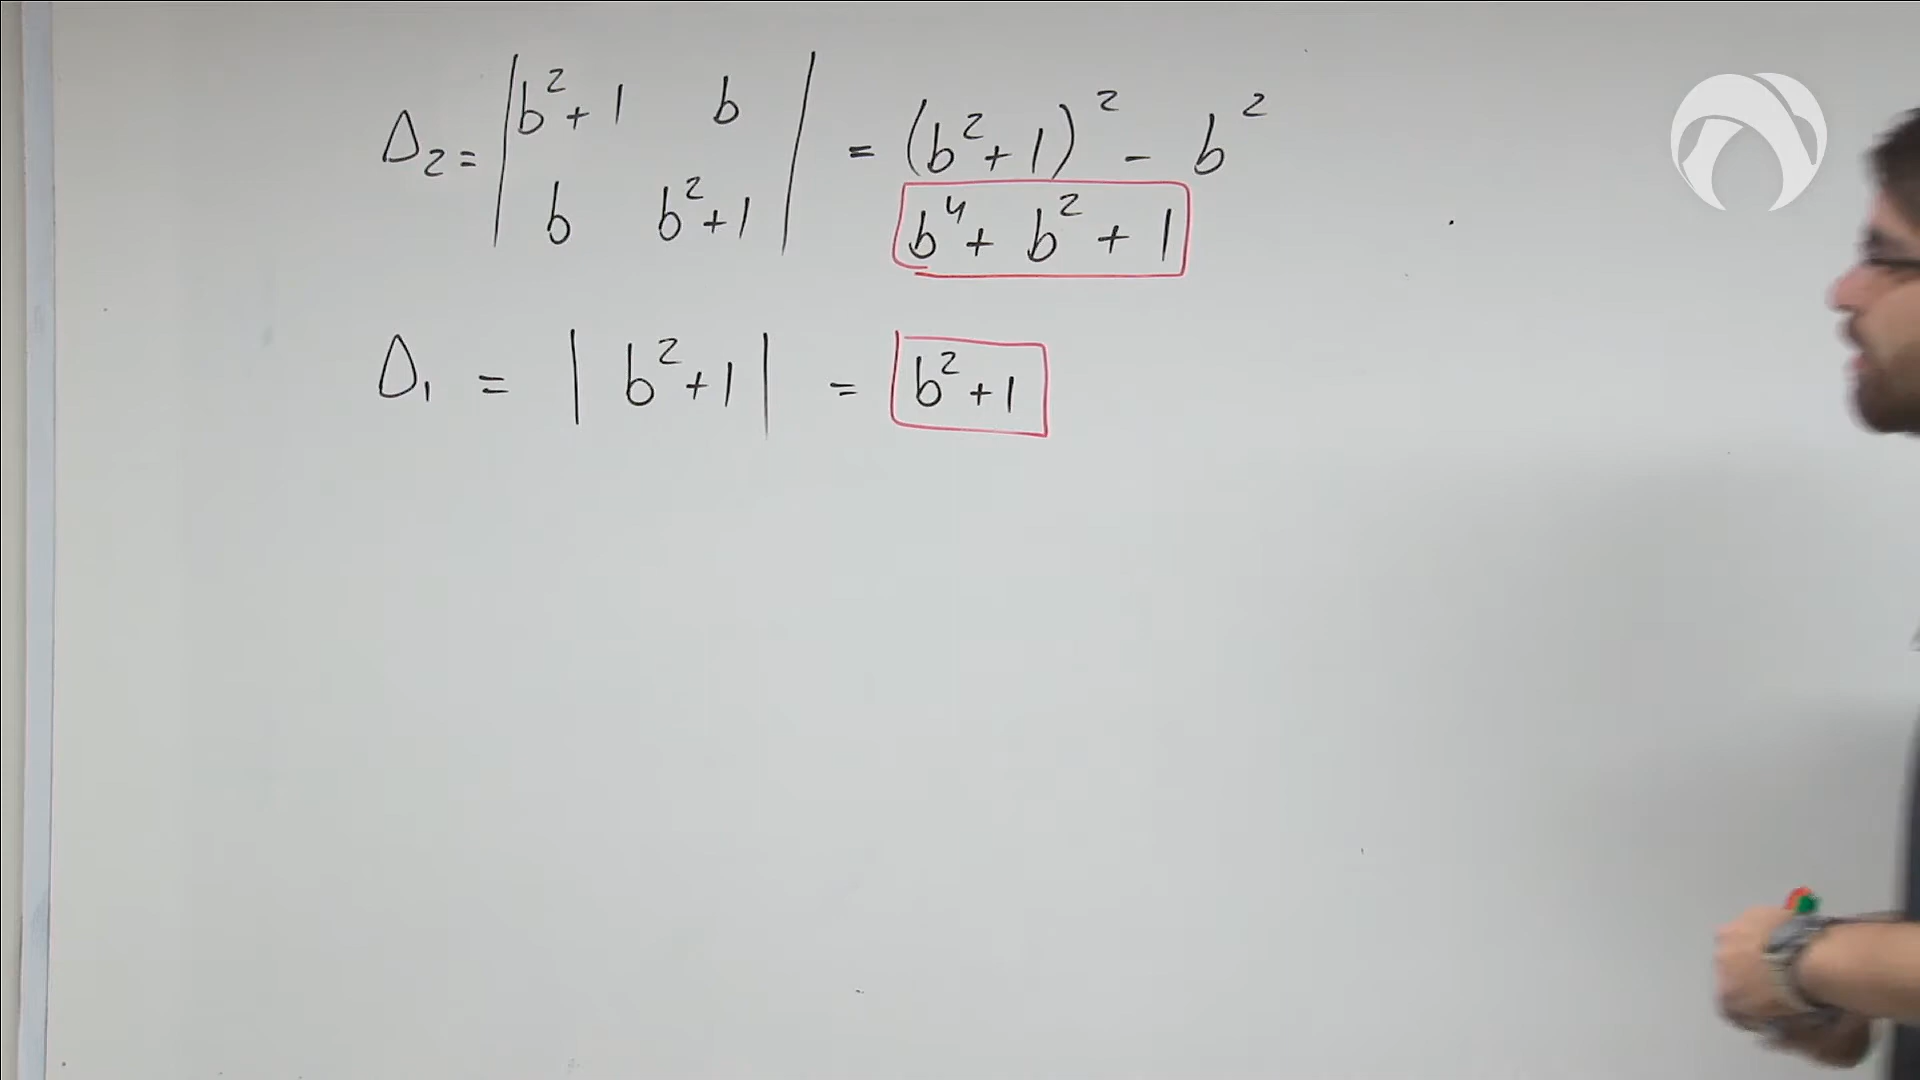 Δ₂ = | b²+1 b | = (b²+1)² - b²
| b b²+1 | b⁴ + b² + 1
Δ₁ = | b²+1 | = b²+1